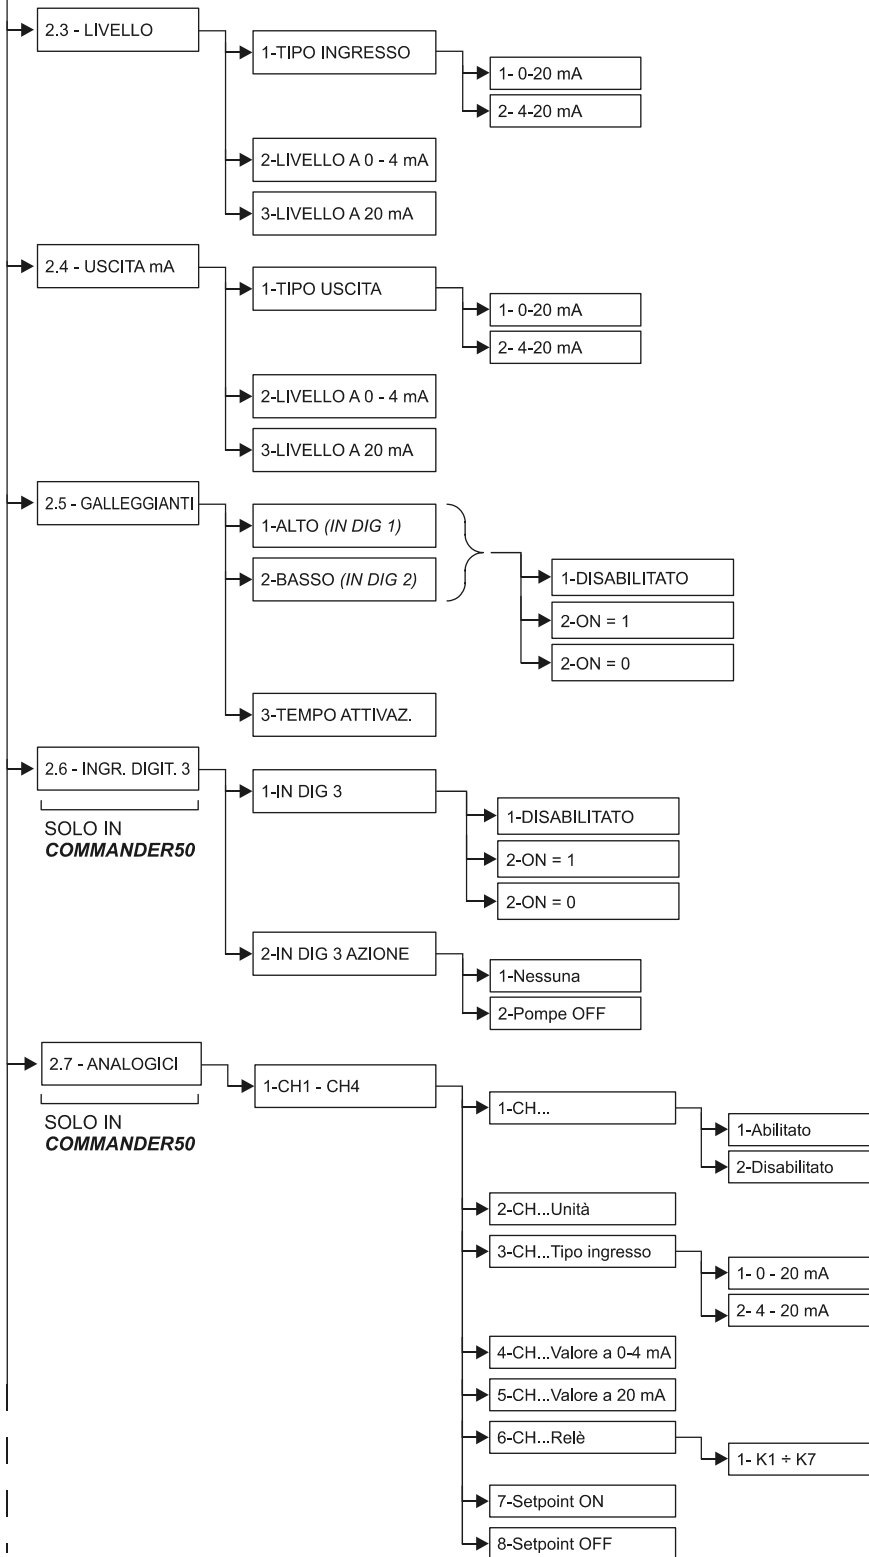 2.3 - LIVELLO
1-TIPO INGRESSO
1- 0-20 mA
2- 4-20 mA
2-LIVELLO A 0 - 4 mA
3-LIVELLO A 20 mA
2.4 - USCITA mA
1-TIPO USCITA
1- 0-20 mA
2- 4-20 mA
2-LIVELLO A 0 - 4 mA
3-LIVELLO A 20 mA
2.5 - GALLEGGIANTI
1-ALTO (IN DIG 1)
2-BASSO (IN DIG 2)
1-DISABILITATO
2-ON = 1
2-ON = 0
3-TEMPO ATTIVAZ.
2.6 - INGR. DIGIT. 3
SOLO IN
COMMANDER50
1-IN DIG 3
1-DISABILITATO
2-ON = 1
2-ON = 0
2-IN DIG 3 AZIONE
1-Nessuna
2-Pompe OFF
2.7 - ANALOGICI
SOLO IN
COMMANDER50
1-CH1 - CH4
1-CH...
1-Abilitato
2-Disabilitato
2-CH...Unità
3-CH...Tipo ingresso
1- 0 - 20 mA
2- 4 - 20 mA
4-CH...Valore a 0-4 mA
5-CH...Valore a 20 mA
6-CH...Relè
1- K1 ÷ K7
7-Setpoint ON
8-Setpoint OFF